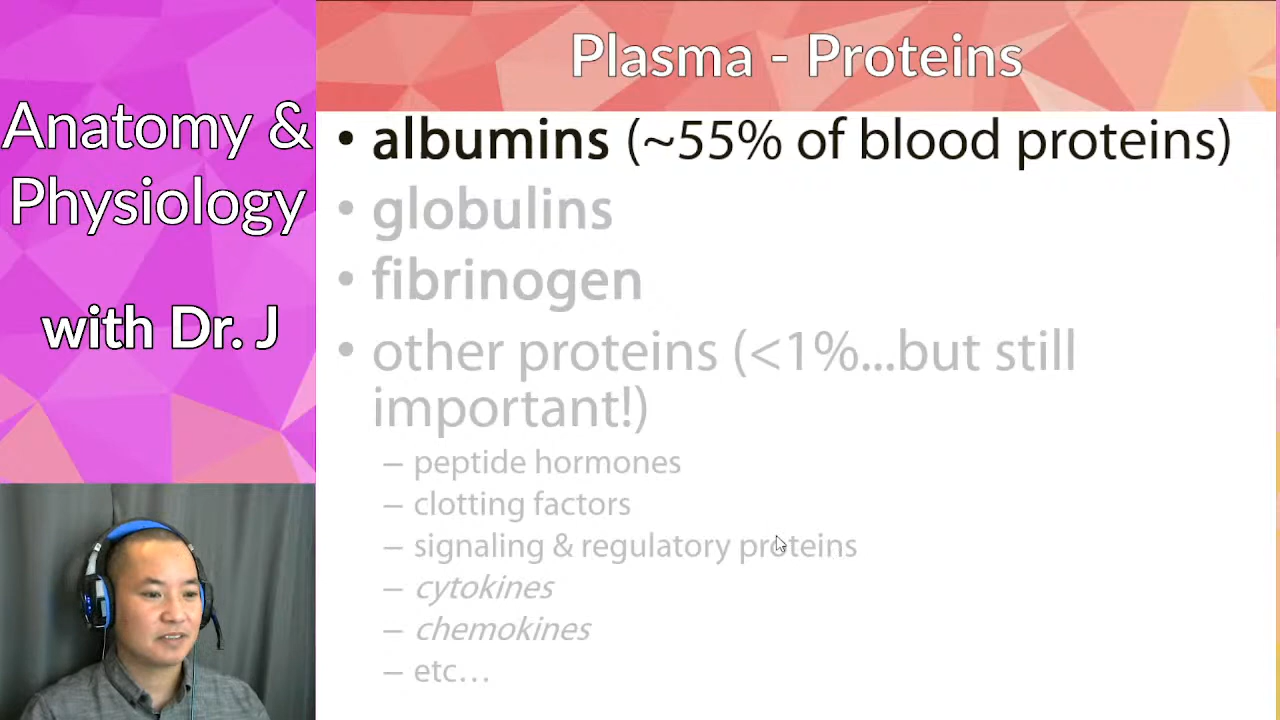 Anatomy &
Physiology
with Dr. J
Plasma - Proteins
• albumins (~55% of blood proteins)
• globulins
• fibrinogen
• other proteins (<1%...but still
important!)
– peptide hormones
– clotting factors
– signaling & regulatory proteins
– cytokines
– chemokines
– etc…